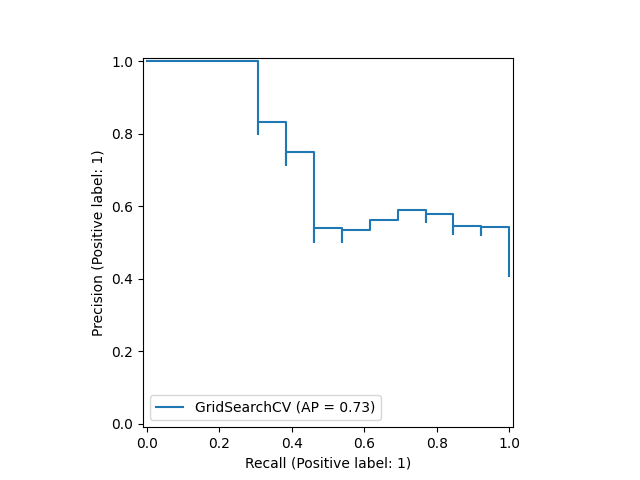 1.0
0.8
0.6
0.4
0.2
0.0
Precision (Positive label: 1)
GridSearchCV (AP = 0.73)
0.0 0.2 0.4 0.6 0.8 1.0
Recall (Positive label: 1)